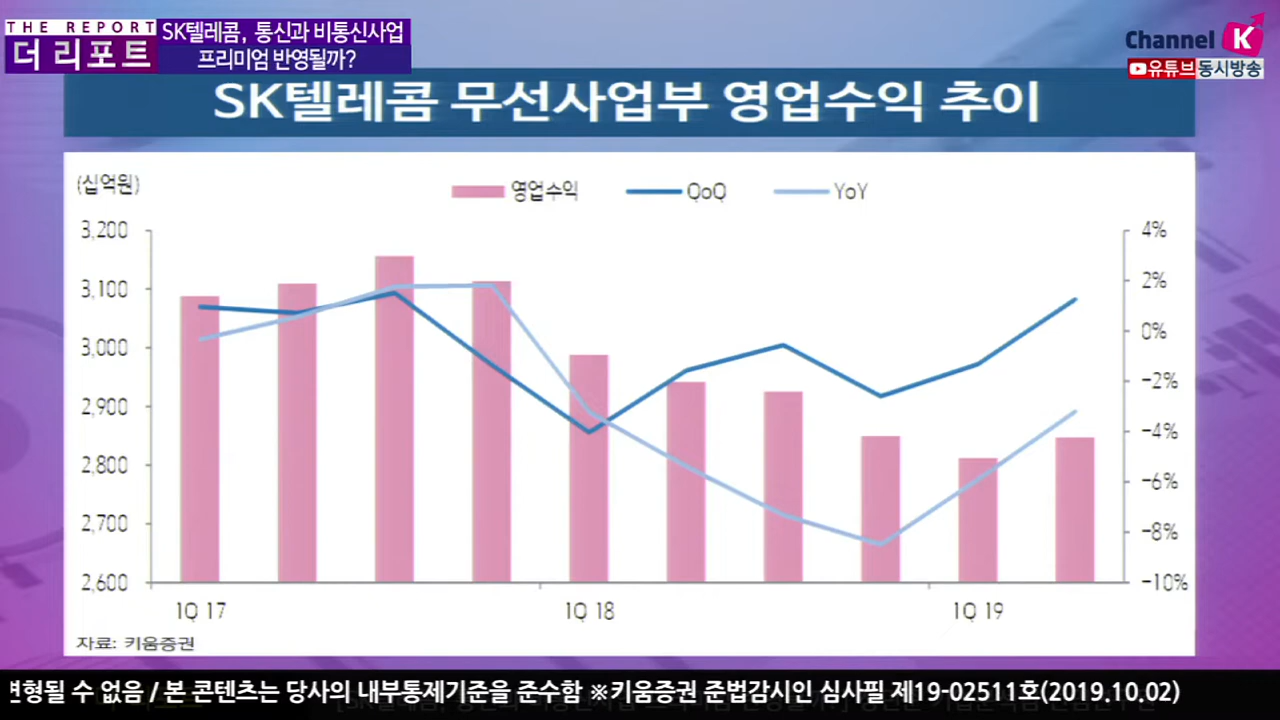 THE REPORT
더 리포트
SK텔레콤, 통신과 비통신사업
프리미엄 반영될까?
Channel K
유튜브 동시방송
SK텔레콤 무선사업부 영업수익 추이
(십억원)
영업수익 QoQ YoY
3,200
3,100
3,000
2,900
2,800
2,700
2,600
4%
2%
0%
-2%
-4%
-6%
-8%
-10%
1Q 17 1Q 18 1Q 19
자료: 키움증권
변형될 수 없음 / 본 콘텐츠는 당사의 내부통제기준을 준수함 ※키움증권 준법감시인 심사필 제19-02511호(2019.10.02)